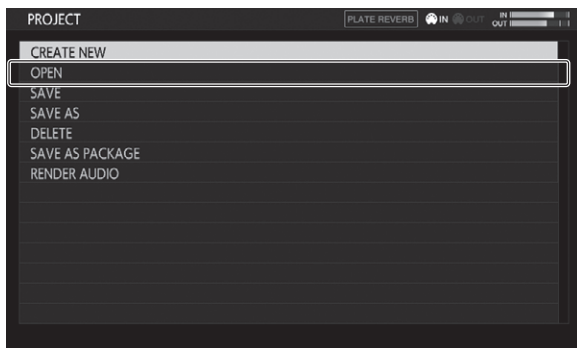 PROJECT PLATE REVERB IN OUT IN
OUT
CREATE NEW
OPEN
SAVE
SAVE AS
DELETE
SAVE AS PACKAGE
RENDER AUDIO